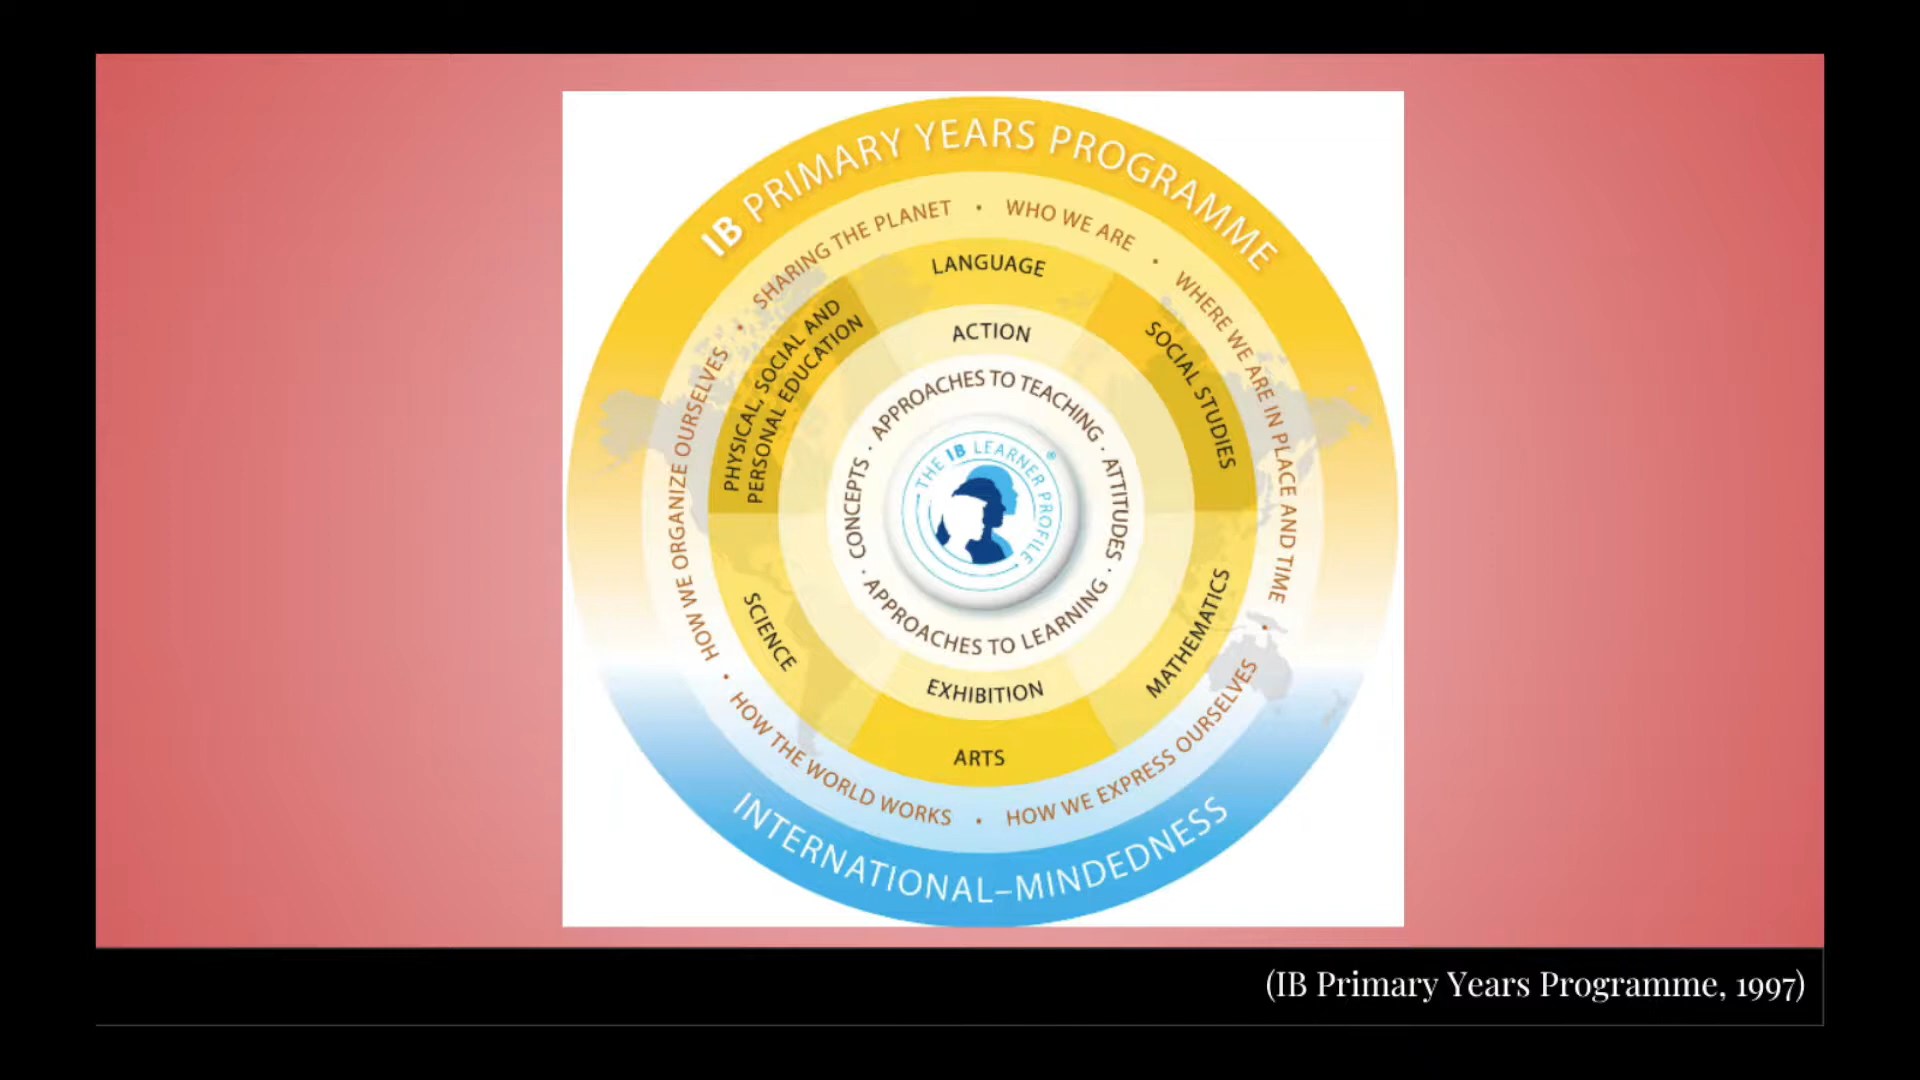 IB PRIMARY YEARS PROGRAMME
SHARING THE PLANET • WHO WE ARE • WHERE WE ARE IN PLACE AND TIME • HOW WE EXPRESS OURSELVES • HOW THE WORLD WORKS • HOW WE ORGANIZE OURSELVES •
LANGUAGE
SOCIAL STUDIES
MATHEMATICS
ARTS
SCIENCE
PHYSICAL, SOCIAL AND
PERSONAL EDUCATION
ACTION
EXHIBITION
APPROACHES TO TEACHING · ATTITUDES · APPROACHES TO LEARNING · CONCEPTS ·
THE IB LEARNER PROFILE®
INTERNATIONAL–MINDEDNESS
(IB Primary Years Programme, 1997)